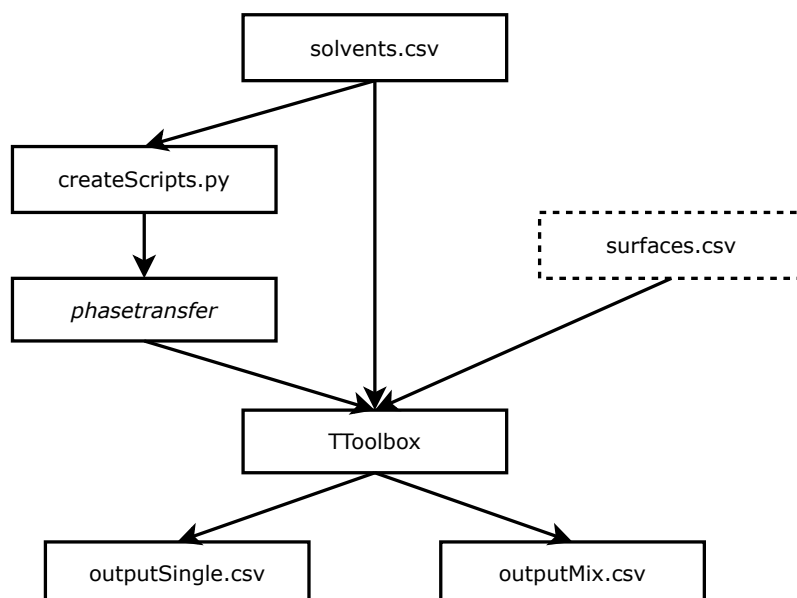 solvents.csv
createScripts.py
surfaces.csv
phasetransfer
TToolbox
outputSingle.csv
outputMix.csv